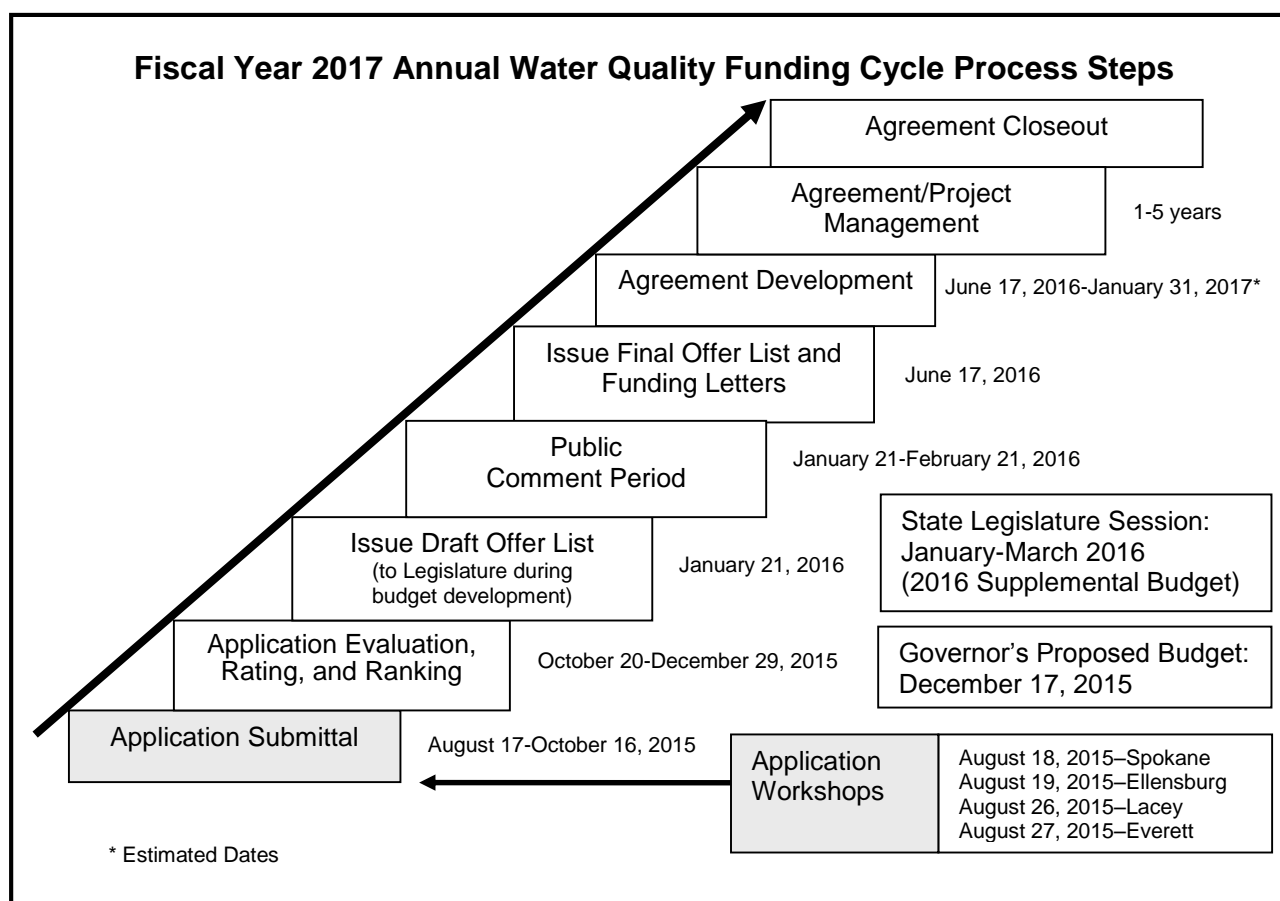 Fiscal Year 2017 Annual Water Quality Funding Cycle Process Steps
Agreement Closeout
Agreement/Project
Management
1-5 years
Agreement Development
June 17, 2016-January 31, 2017*
Issue Final Offer List and
Funding Letters
June 17, 2016
Public
Comment Period
January 21-February 21, 2016
Issue Draft Offer List
(to Legislature during
budget development)
January 21, 2016
State Legislature Session:
January-March 2016
(2016 Supplemental Budget)
Application Evaluation,
Rating, and Ranking
October 20-December 29, 2015
Governor’s Proposed Budget:
December 17, 2015
Application Submittal
August 17-October 16, 2015
Application
Workshops
August 18, 2015–Spokane
August 19, 2015–Ellensburg
August 26, 2015–Lacey
August 27, 2015–Everett
* Estimated Dates